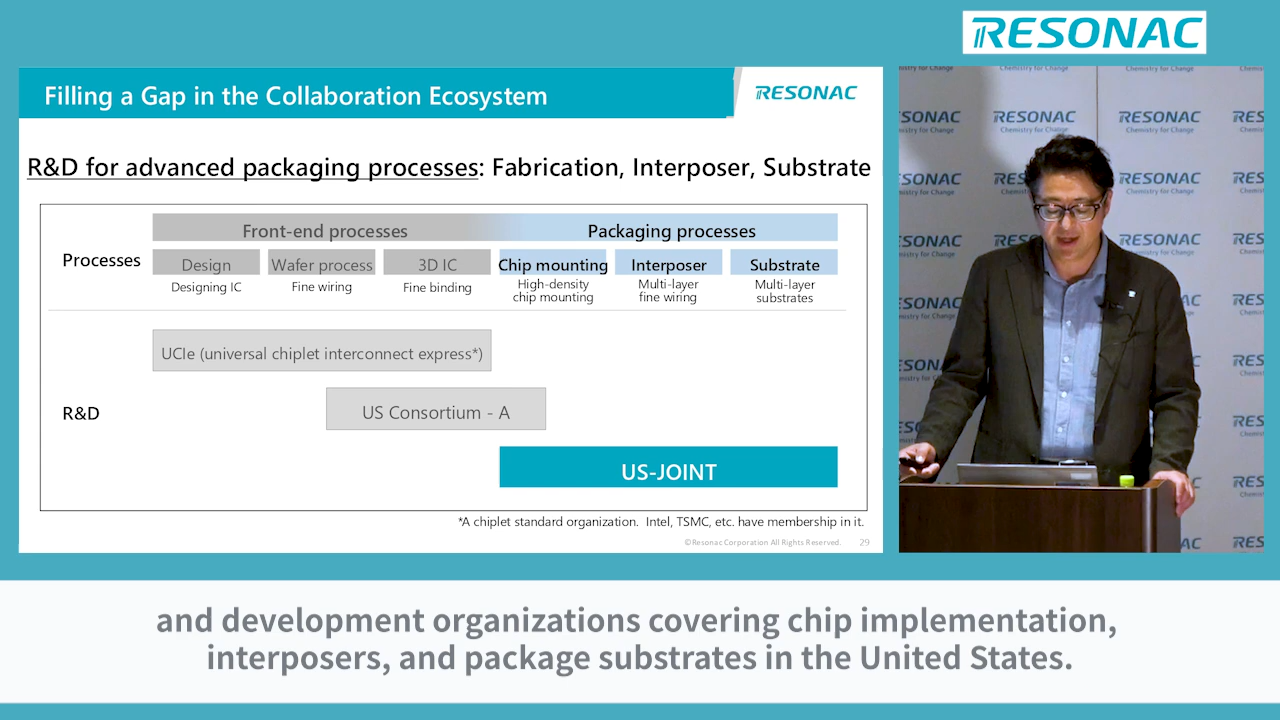 RESONAC
Filling a Gap in the Collaboration Ecosystem
RESONAC
R&D for advanced packaging processes: Fabrication, Interposer, Substrate
Front-end processes
Packaging processes
Processes
Design
Wafer process
3D IC
Chip mounting
Interposer
Substrate
Designing IC
Fine wiring
Fine binding
High-density
chip mounting
Multi-layer
fine wiring
Multi-layer
substrates
UCIe (universal chiplet interconnect express*)
R&D
US Consortium - A
US-JOINT
*A chiplet standard organization. Intel, TSMC, etc. have membership in it.
©Resonac Corporation All Rights Reserved.
29
RESONAC
Chemistry for Change
RESONAC
Chemistry for Change
and development organizations covering chip implementation,
interposers, and package substrates in the United States.